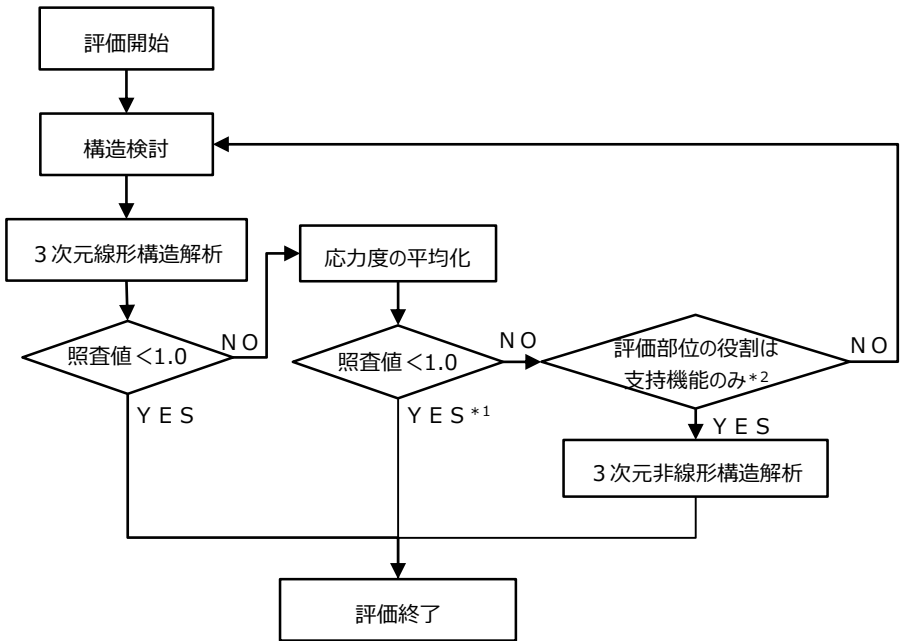 評価開始
構造検討
３次元線形構造解析
応力度の平均化
照査値＜1.0
ＮＯ
ＹＥＳ
照査値＜1.0
ＮＯ
ＹＥＳ*1
評価部位の役割は
支持機能のみ*2
ＮＯ
ＹＥＳ
３次元非線形構造解析
評価終了